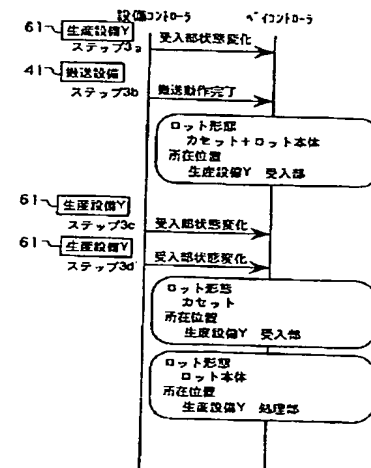 設備コントローラ ベイコントローラ
61 生産設備Y 受入部状態変化
ステップ3a
41 搬送設備 搬送動作完了
ステップ3b
ロット形態
カセット+ロット本体
所在位置
生産設備Y 受入部
61 生産設備Y 受入部状態変化
ステップ3c
61 生産設備Y 受入部状態変化
ステップ3d
ロット形態
カセット
所在位置
生産設備Y 受入部
ロット形態
ロット本体
所在位置
生産設備Y 処理部